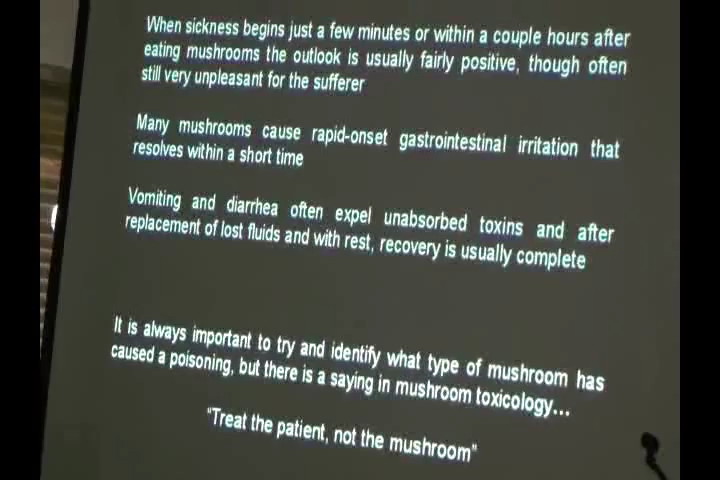 When sickness begins just a few minutes or within a couple hours after
eating mushrooms the outlook is usually fairly positive, though often
still very unpleasant for the sufferer
Many mushrooms cause rapid-onset gastrointestinal irritation that
resolves within a short time
Vomiting and diarrhea often expel unabsorbed toxins and after
replacement of lost fluids and with rest, recovery is usually complete
It is always important to try and identify what type of mushroom has
caused a poisoning, but there is a saying in mushroom toxicology...
"Treat the patient, not the mushroom"